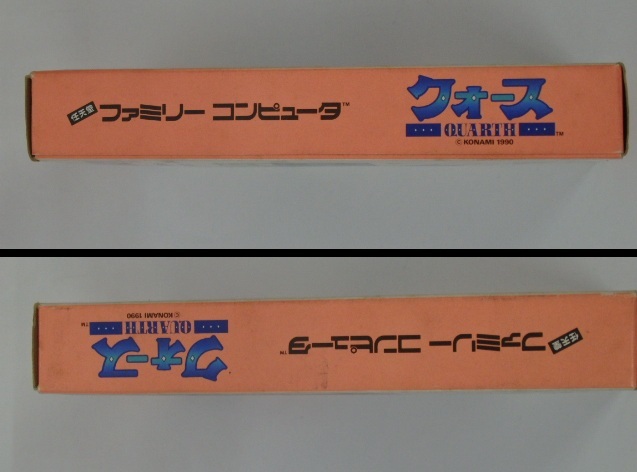 任天堂 ファミリー コンピュータ™
クォース
QUARTH™
© KONAMI 1990
任天堂 ファミリー コンピュータ™
クォース
QUARTH™
© KONAMI 1990